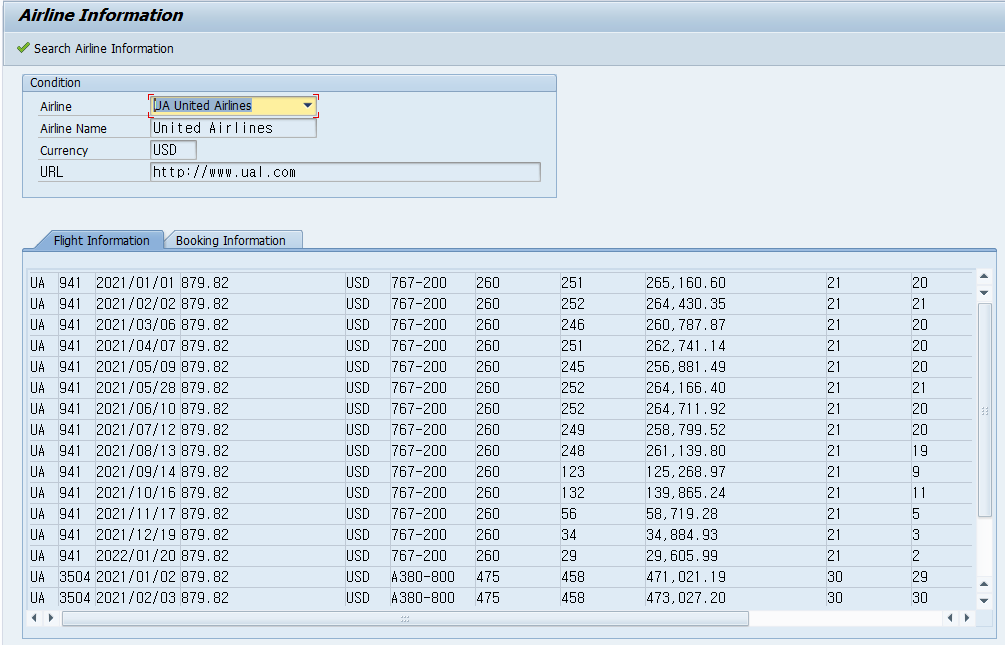 Airline Information
Search Airline Information
Condition
Airline UA United Airlines
Airline Name United Airlines
Currency USD
URL http://www.ual.com
Flight Information Booking Information
UA 941 2021/01/01 879.82 USD 767-200 260 251 265,160.60 21 20
UA 941 2021/02/02 879.82 USD 767-200 260 252 264,430.35 21 21
UA 941 2021/03/06 879.82 USD 767-200 260 246 260,787.87 21 20
UA 941 2021/04/07 879.82 USD 767-200 260 251 262,741.14 21 20
UA 941 2021/05/09 879.82 USD 767-200 260 245 256,881.49 21 20
UA 941 2021/05/28 879.82 USD 767-200 260 252 264,166.40 21 21
UA 941 2021/06/10 879.82 USD 767-200 260 252 264,711.92 21 20
UA 941 2021/07/12 879.82 USD 767-200 260 249 258,799.52 21 20
UA 941 2021/08/13 879.82 USD 767-200 260 248 261,139.80 21 19
UA 941 2021/09/14 879.82 USD 767-200 260 123 125,268.97 21 9
UA 941 2021/10/16 879.82 USD 767-200 260 132 139,865.24 21 11
UA 941 2021/11/17 879.82 USD 767-200 260 56 58,719.28 21 5
UA 941 2021/12/19 879.82 USD 767-200 260 34 34,884.93 21 3
UA 941 2022/01/20 879.82 USD 767-200 260 29 29,605.99 21 2
UA 3504 2021/01/02 879.82 USD A380-800 475 458 471,021.19 30 29
UA 3504 2021/02/03 879.82 USD A380-800 475 458 473,027.20 30 30